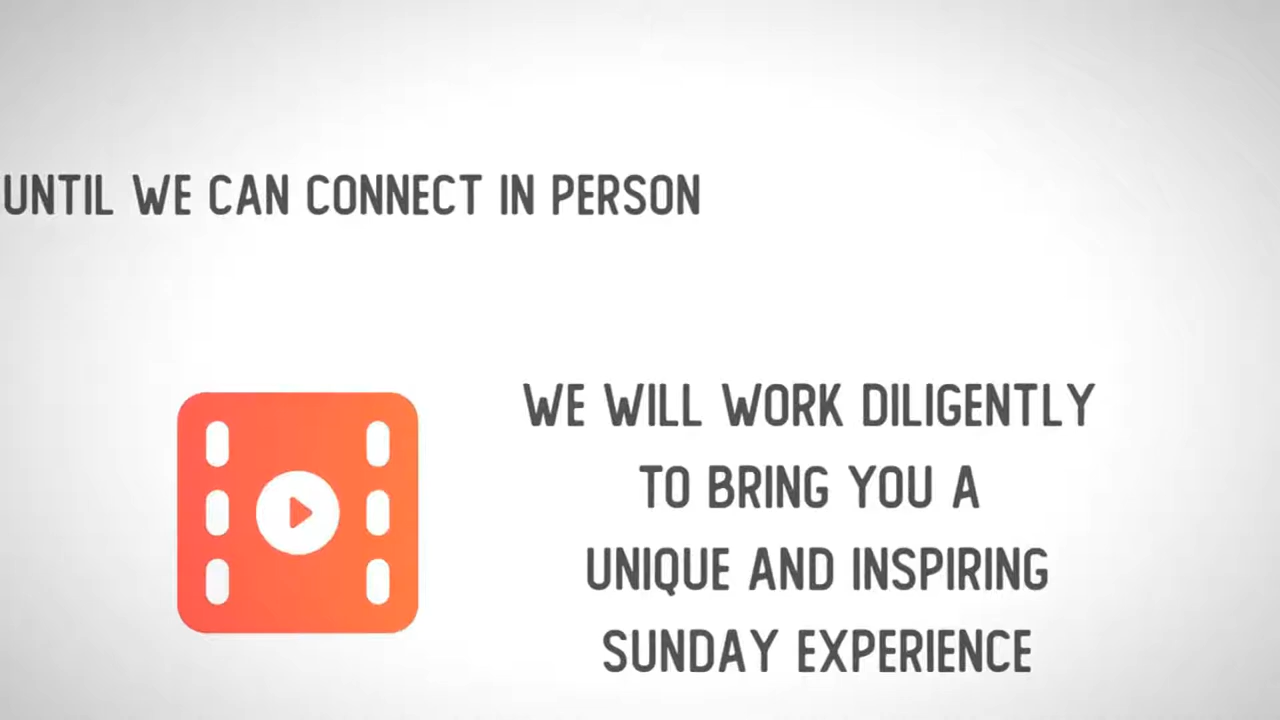 UNTIL WE CAN CONNECT IN PERSON
WE WILL WORK DILIGENTLY
TO BRING YOU A
UNIQUE AND INSPIRING
SUNDAY EXPERIENCE